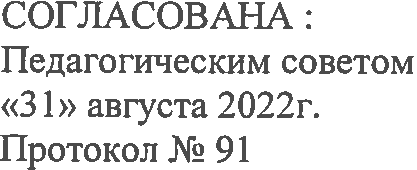 СОГЛАСОВАНА :
Педагогическим советом
«31» августа 2022г.
Протокол № 91